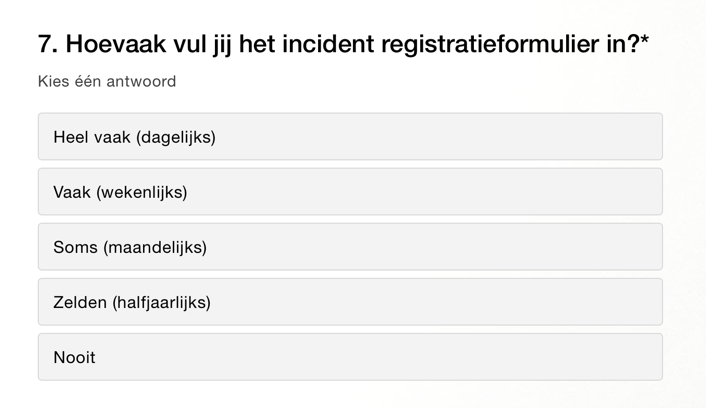 7. Hoevaak vul jij het incident registratieformulier in?*
Kies één antwoord
Heel vaak (dagelijks)
Vaak (wekenlijks)
Soms (maandelijks)
Zelden (halfjaarlijks)
Nooit